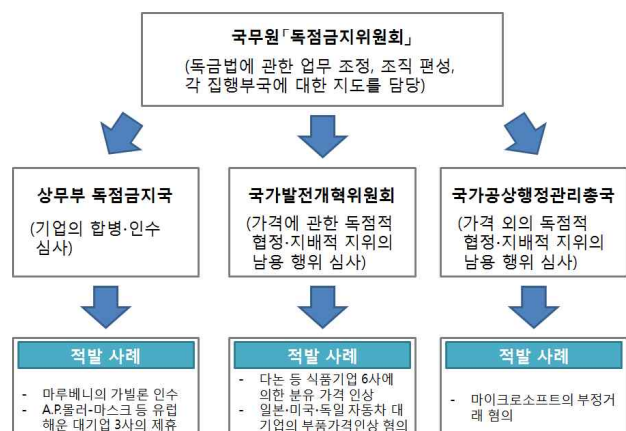 국무원「독점금지위원회」
(독금법에 관한 업무 조정, 조직 편성,
각 집행부국에 대한 지도를 담당)
상무부 독점금지국
(기업의 합병·인수
심사)
국가발전개혁위원회
(가격에 관한 독점적
협정·지배적 지위의
남용 행위 심사)
국가공상행정관리총국
(가격 외의 독점적
협정·지배적 지위의
남용 행위 심사)
적발 사례
- 마루베니의 가빌론 인수
- A.P.몰러-마스크 등 유럽
해운 대기업 3사의 제휴
적발 사례
- 다논 등 식품기업 6사에
의한 분유 가격 인상
- 일본·미국·독일 자동차 대
기업의 부품가격인상 혐의
적발 사례
- 마이크로소프트의 부정거
래 혐의